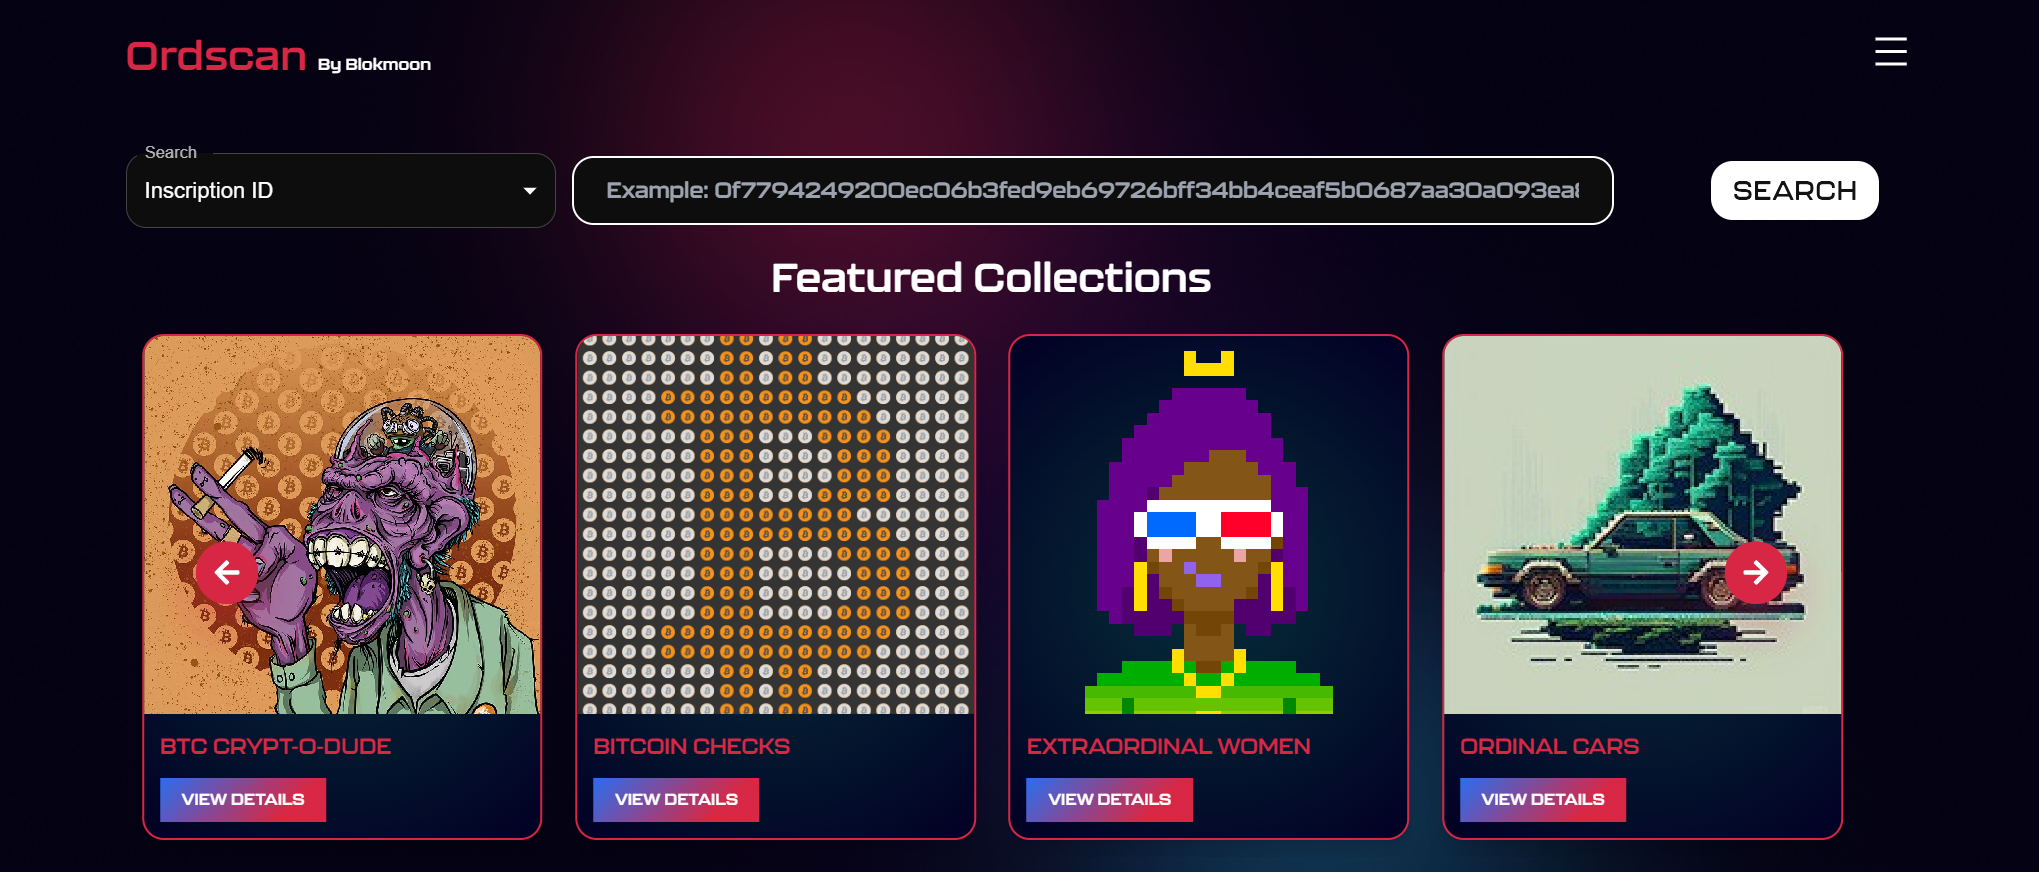 Ordscan By Blokmoon
Search
Inscription ID
Example: 0f7794249200ec06b3fed9eb69726bff34bb4ceaf5b0687aa30a093ea
SEARCH
Featured Collections
BTC CRYPT-O-DUDE
BITCOIN CHECKS
EXTRAORDINAL WOMEN
ORDINAL CARS
VIEW DETAILS
VIEW DETAILS
VIEW DETAILS
VIEW DETAILS